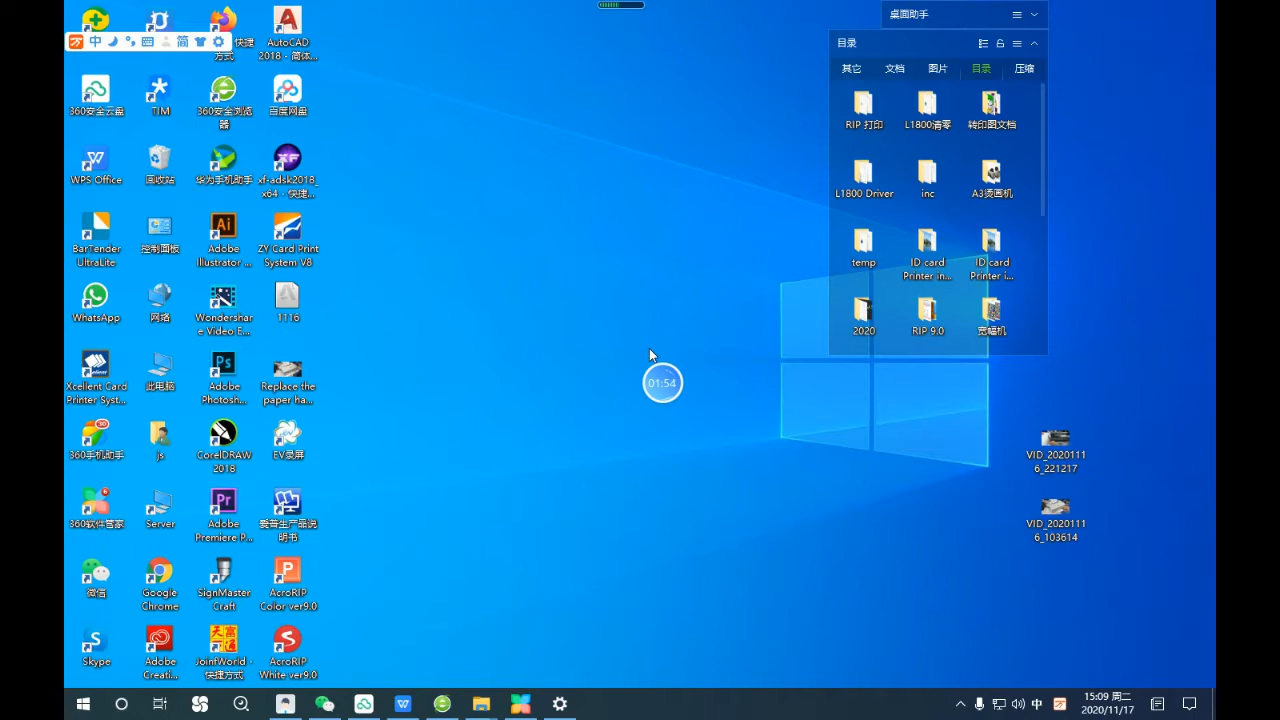 中
简
快捷
方式
AutoCAD
2018 - 简体...
360安全云盘
TIM
360安全浏览
器
百度网盘
WPS Office
回收站
华为手机助手
xf-adsk2018_
x64 - 快捷...
BarTender
UltraLite
控制面板
Adobe
Illustrator ...
ZY Card Print
System V8
WhatsApp
网络
Wondershar
e Video E...
1116
Xcellent Card
Printer Syst...
此电脑
Adobe
Photosh...
Replace the
paper ha...
30
360手机助手
js
CorelDRAW
2018
EV录屏
6
360软件管家
Server
Adobe
Premiere P...
爱普生产品说
明书
微信
Google
Chrome
SignMaster
Craft
AcroRIP
Color ver9.0
Skype
Adobe
Creati...
JoinfWorld -
快捷方式
AcroRIP
White ver9.0
01:54
桌面助手
目录
其它 文档 图片 目录 压缩
RIP 打印
L1800清零
转印图文档
L1800 Driver
inc
A3烫画机
temp
ID card
Printer in...
ID card
Printer i...
2020
RIP 9.0
宽幅机
VID_2020111
6_221217
VID_2020111
6_103614
中
15:09 周二
2020/11/17